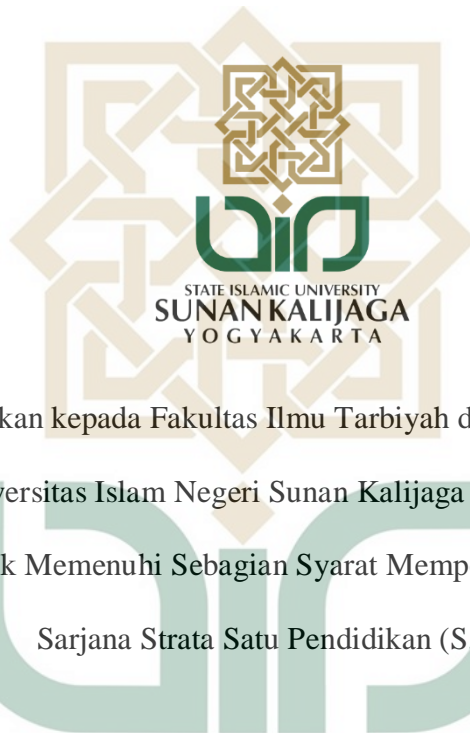 STATE ISLAMIC UNIVERSITY
SUNAN KALIJAGA
YOGYAKARTA
kan kepada Fakultas Ilmu Tarbiyah d
versitas Islam Negeri Sunan Kalijaga
k Memenuhi Sebagian Syarat Memp
Sarjana Strata Satu Pendidikan (S